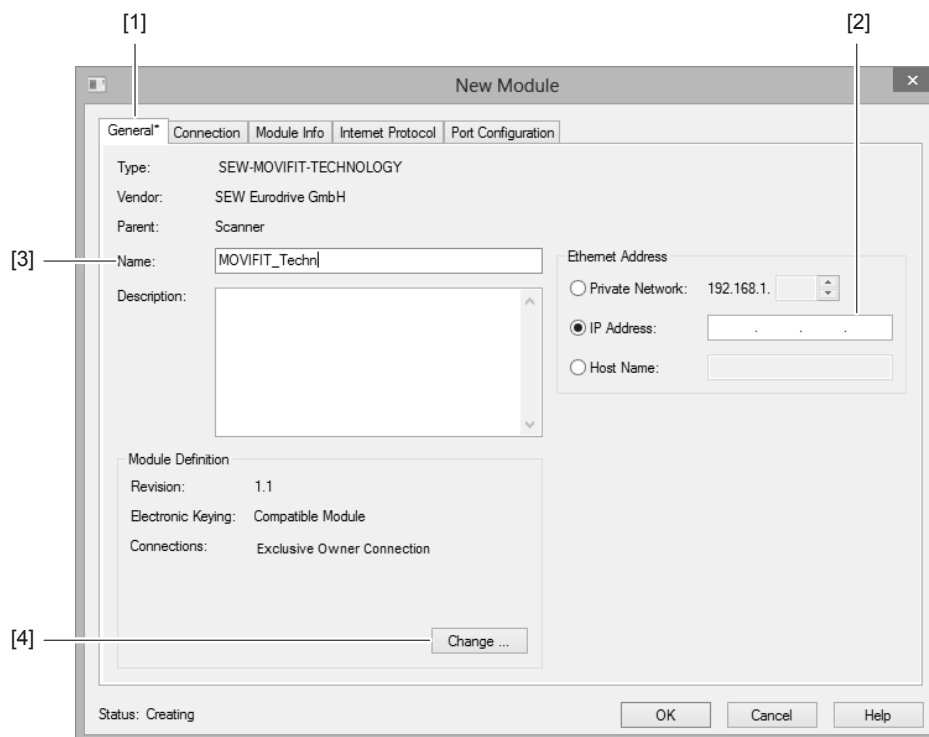 [1] [2]
New Module
General* Connection Module Info Internet Protocol Port Configuration
Type: SEW-MOVIFIT-TECHNOLOGY
Vendor: SEW Eurodrive GmbH
Parent: Scanner
[3] Name: MOVIFIT_Techn
Description:
Ethernet Address
Private Network: 192.168.1.
IP Address: . . .
Host Name:
Module Definition
Revision: 1.1
Electronic Keying: Compatible Module
Connections: Exclusive Owner Connection
[4] Change ...
Status: Creating OK Cancel Help